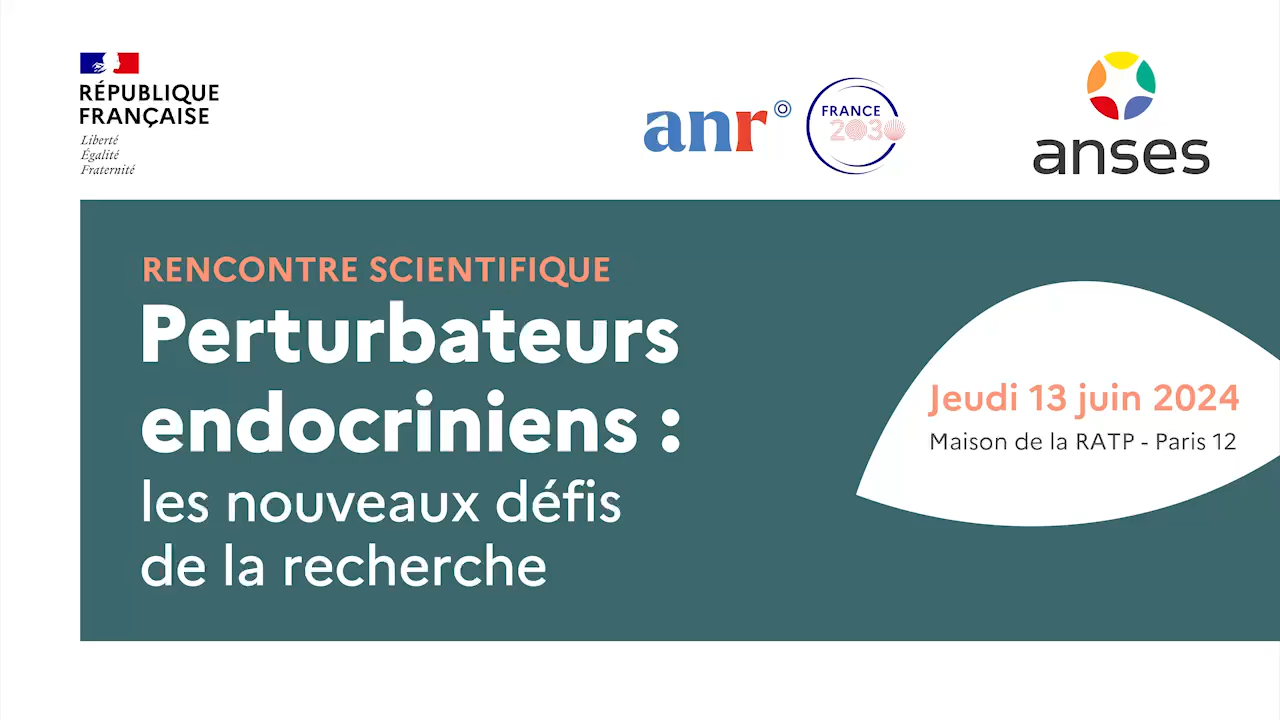 RÉPUBLIQUE
FRANÇAISE
Liberté
Égalité
Fraternité
anr
FRANCE
2030
anses
RENCONTRE SCIENTIFIQUE
Perturbateurs
endocriniens :
les nouveaux défis
de la recherche
Jeudi 13 juin 2024
Maison de la RATP - Paris 12